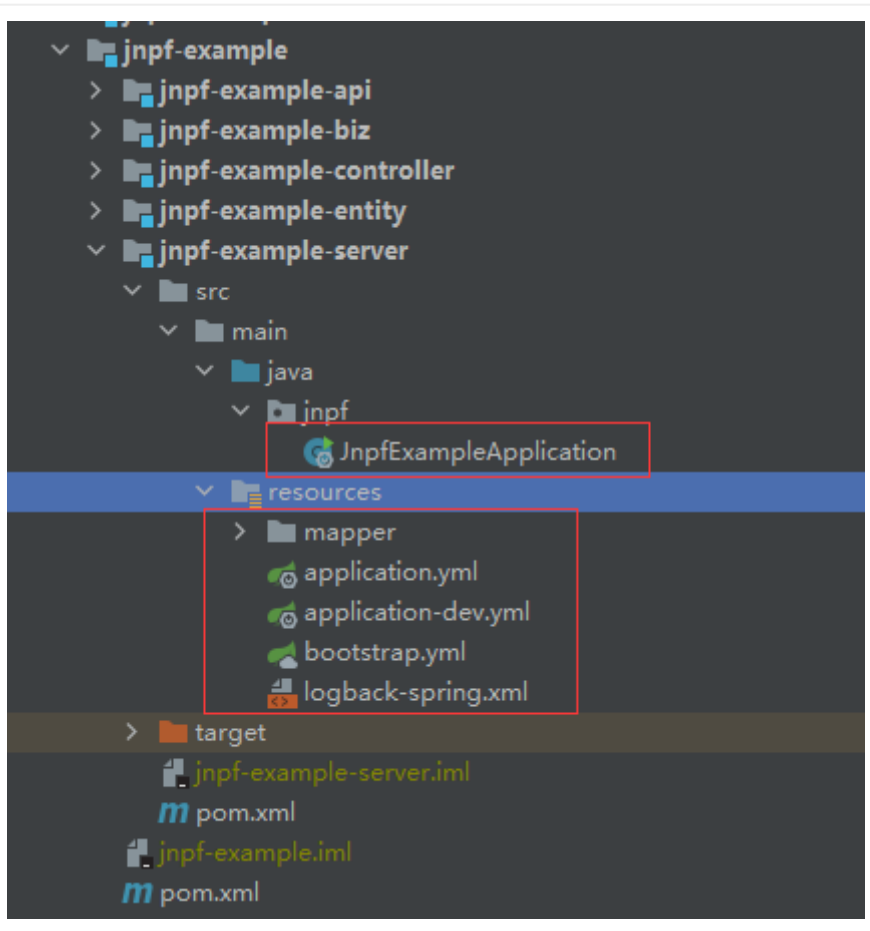 jnpf-example
jnpf-example-api
jnpf-example-biz
jnpf-example-controller
jnpf-example-entity
jnpf-example-server
src
main
java
jnpf
JnpfExampleApplication
resources
mapper
application.yml
application-dev.yml
bootstrap.yml
logback-spring.xml
target
jnpf-example-server.iml
pom.xml
jnpf-example.iml
pom.xml